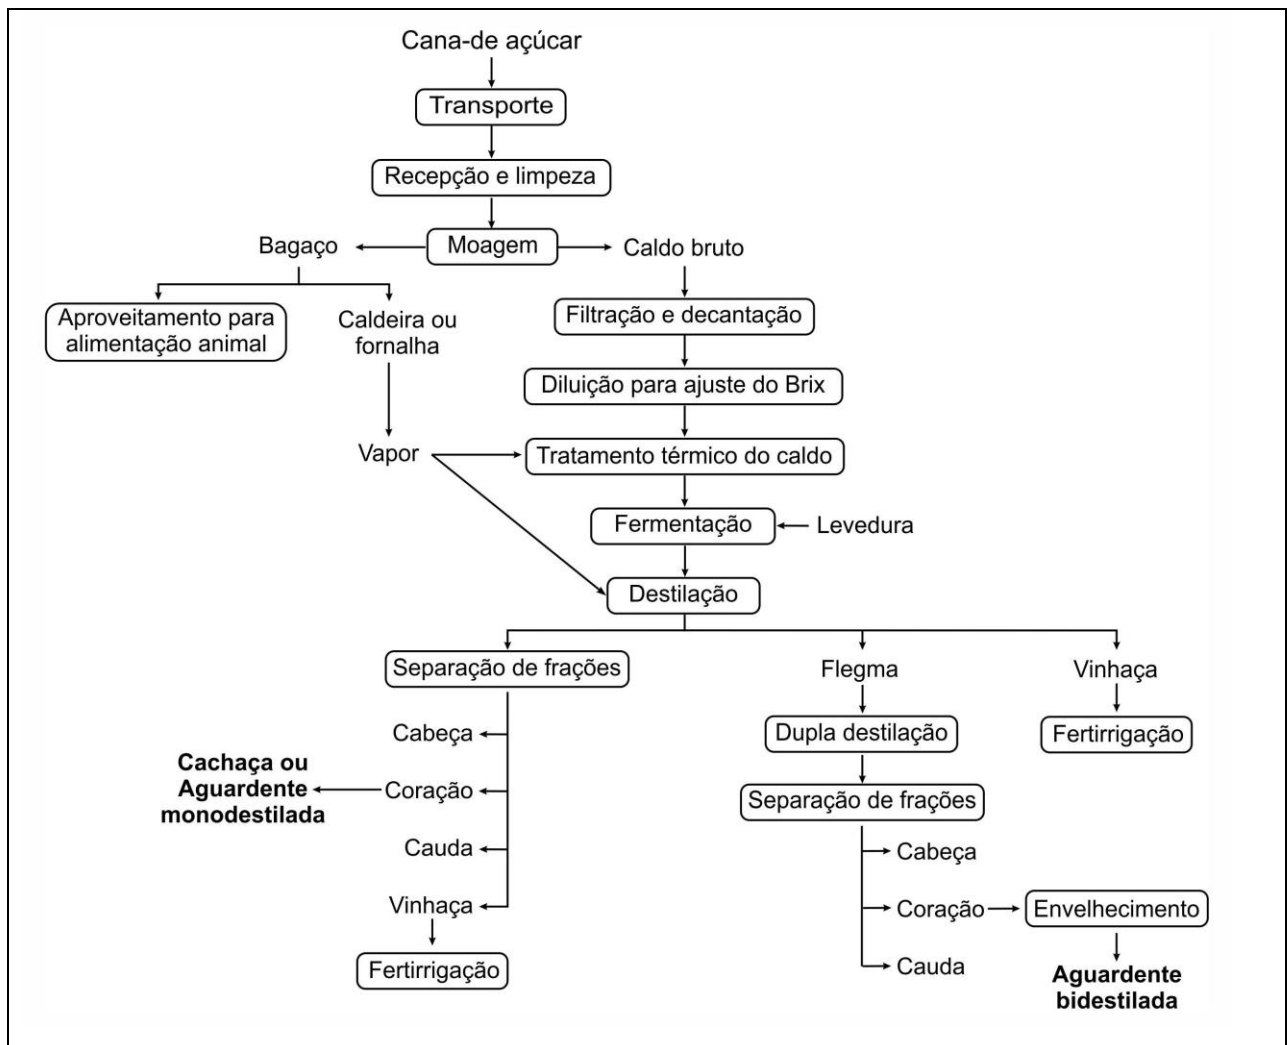 Cana-de açúcar
Transporte
Recepção e limpeza
Bagaço
Moagem
Caldo bruto
Aproveitamento para
alimentação animal
Caldeira ou
fornalha
Filtração e decantação
Diluição para ajuste do Brix
Vapor
Tratamento térmico do caldo
Fermentação
Levedura
Destilação
Separação de frações
Flegma
Vinhaça
Cabeça
Dupla destilação
Fertirrigação
Cachaça ou
Aguardente
monodestilada
Coração
Separação de frações
Cauda
Cabeça
Vinhaça
Coração
Envelhecimento
Fertirrigação
Cauda
Aguardente
bidestilada